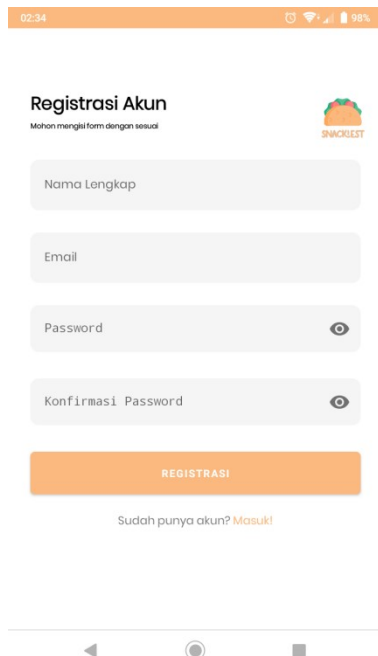 02:34
98%
Registrasi Akun
Mohon mengisi form dengan sesuai
SNACKLEST
Nama Lengkap
Email
Password
Konfirmasi Password
REGISTRASI
Sudah punya akun? Masuk!